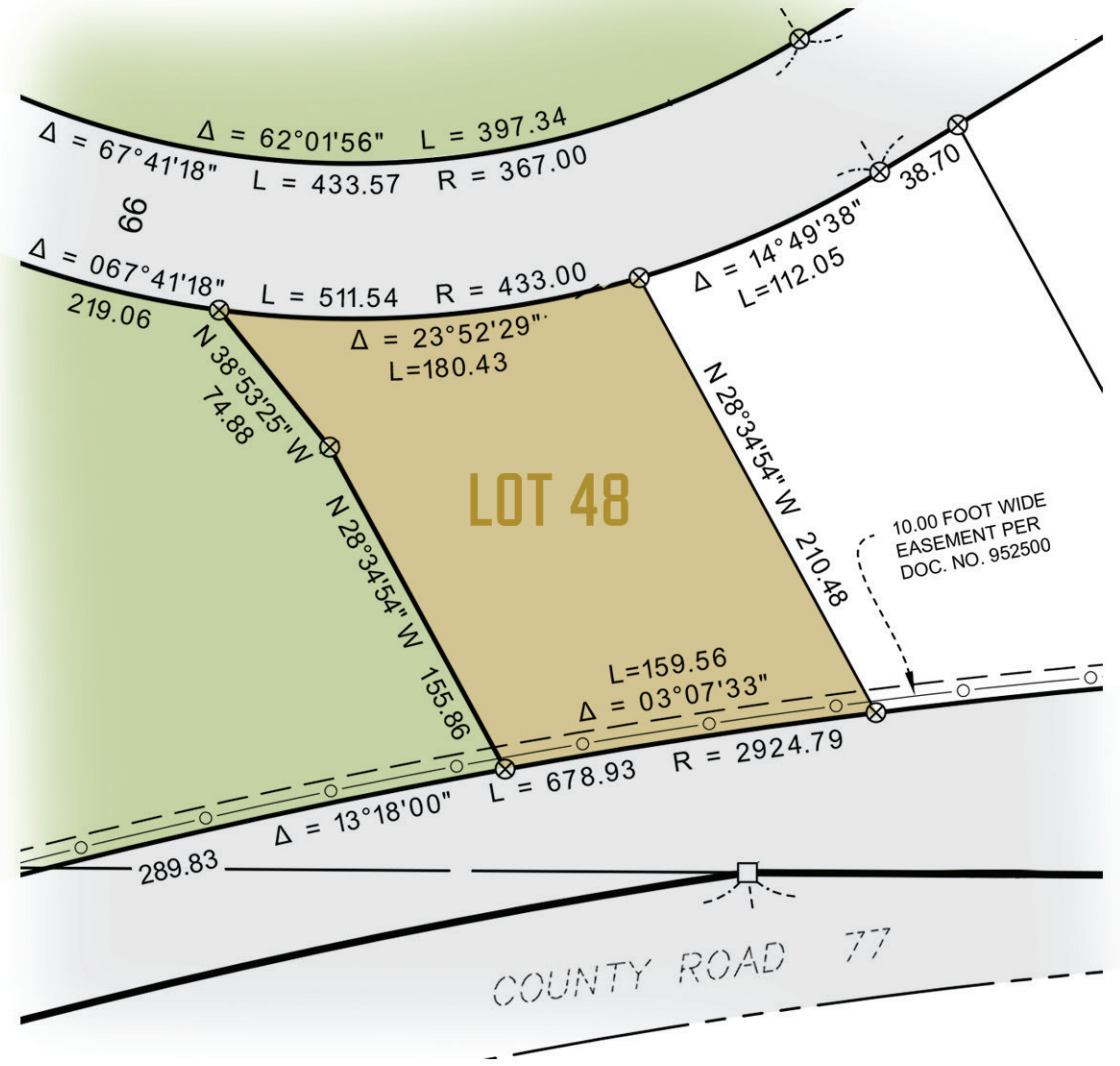 Δ = 62°01'56" L = 397.34
Δ = 67°41'18" L = 433.57 R = 367.00
66
Δ = 067°41'18" L = 511.54 R = 433.00
219.06
Δ = 23°52'29"
L=180.43
Δ = 14°49'38"
L=112.05
38.70
N 38°53'25" W
74.88
N 28°34'54" W 155.86
LOT 48
N 28°34'54" W 210.48
10.00 FOOT WIDE
EASEMENT PER
DOC. NO. 952500
L=159.56
Δ = 03°07'33"
Δ = 13°18'00" L = 678.93 R = 2924.79
289.83
COUNTY ROAD 77